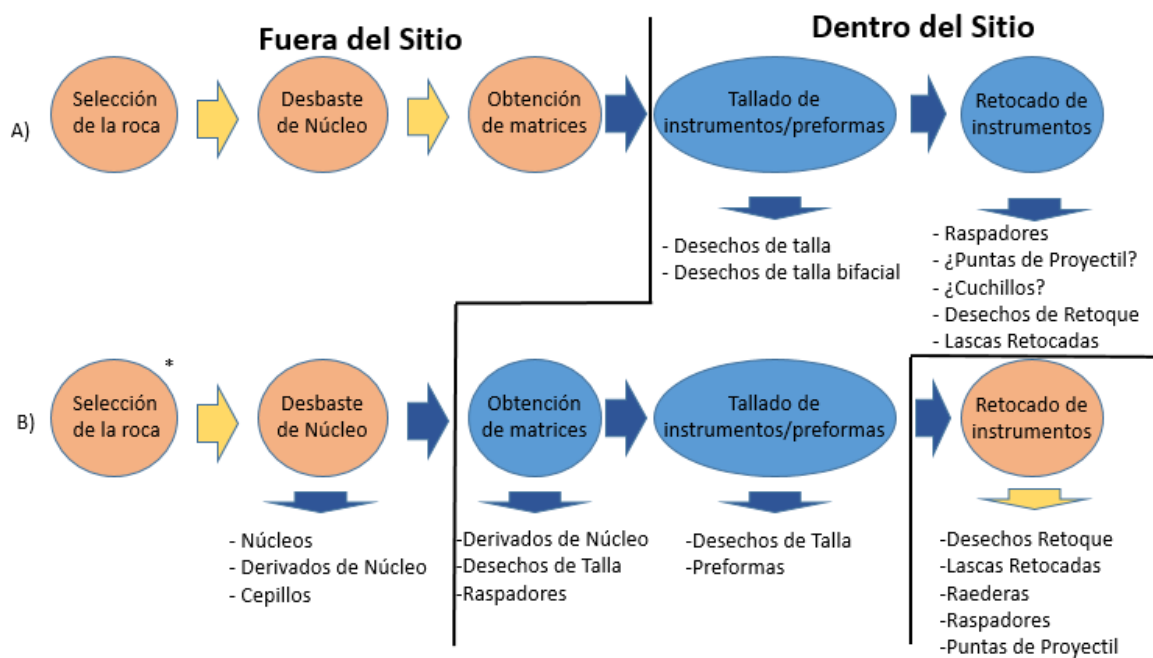 Fuera del Sitio
Dentro del Sitio
A)
Selección
de la roca
Desbaste
de Núcleo
Obtención
de matrices
Tallado de
instrumentos/preformas
Retocado de
instrumentos
- Desechos de talla
- Desechos de talla bifacial
- Raspadores
- ¿Puntas de Proyectil?
- ¿Cuchillos?
- Desechos de Retoque
- Lascas Retocadas
B)
Selección
de la roca
*
Desbaste
de Núcleo
Obtención
de matrices
Tallado de
instrumentos/preformas
Retocado de
instrumentos
- Núcleos
- Derivados de Núcleo
- Cepillos
-Derivados de Núcleo
-Desechos de Talla
-Raspadores
-Desechos de Talla
-Preformas
-Desechos Retoque
-Lascas Retocadas
-Raederas
-Raspadores
-Puntas de Proyectil